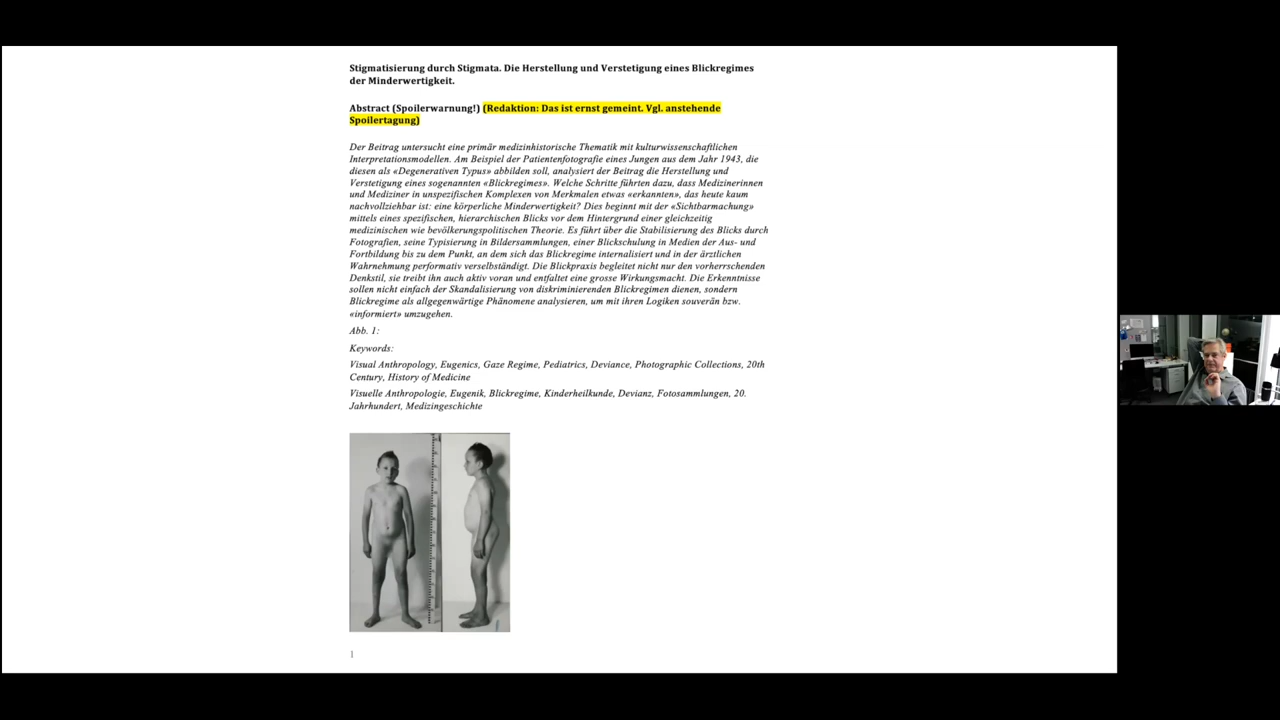 Stigmatisierung durch Stigmata. Die Herstellung und Verstetigung eines Blickregimes
der Minderwertigkeit.
Abstract (Spoilerwarnung!) (Redaktion: Das ist ernst gemeint. Vgl. anstehende
Spoilertagung)
Der Beitrag untersucht eine primär medizinhistorische Thematik mit kulturwissenschaftlichen
Interpretationsmodellen. Am Beispiel der Patientenfotografie eines Jungen aus dem Jahr 1943, die
diesen als «Degenerativen Typus» abbilden soll, analysiert der Beitrag die Herstellung und
Verstetigung eines sogenannten «Blickregimes». Welche Schritte führten dazu, dass Medizinerinnen
und Mediziner in unspezifischen Komplexen von Merkmalen etwas «erkannten», das heute kaum
nachvollziehbar ist: eine körperliche Minderwertigkeit? Dies beginnt mit der «Sichtbarmachung»
mittels eines spezifischen, hierarchischen Blicks vor dem Hintergrund einer gleichzeitig
medizinischen wie bevölkerungspolitischen Theorie. Es führt über die Stabilisierung des Blicks durch
Fotografien, seine Typisierung in Bildersammlungen, einer Blickschulung in Medien der Aus- und
Fortbildung bis zu dem Punkt, an dem sich das Blickregime internalisiert und in der ärztlichen
Wahrnehmung performativ verselbständigt. Die Blickpraxis begleitet nicht nur den vorherrschenden
Denkstil, sie treibt ihn auch aktiv voran und entfaltet eine grosse Wirkungsmacht. Die Erkenntnisse
sollen nicht einfach der Skandalisierung von diskriminierenden Blickregimen dienen, sondern
Blickregime als allgegenwärtige Phänomene analysieren, um mit ihren Logiken souverän bzw.
«informiert» umzugehen.
Abb. 1:
Keywords:
Visual Anthropology, Eugenics, Gaze Regime, Pediatrics, Deviance, Photographic Collections, 20th
Century, History of Medicine
Visuelle Anthropologie, Eugenik, Blickregime, Kinderheilkunde, Devianz, Fotosammlungen, 20.
Jahrhundert, Medizingeschichte
1